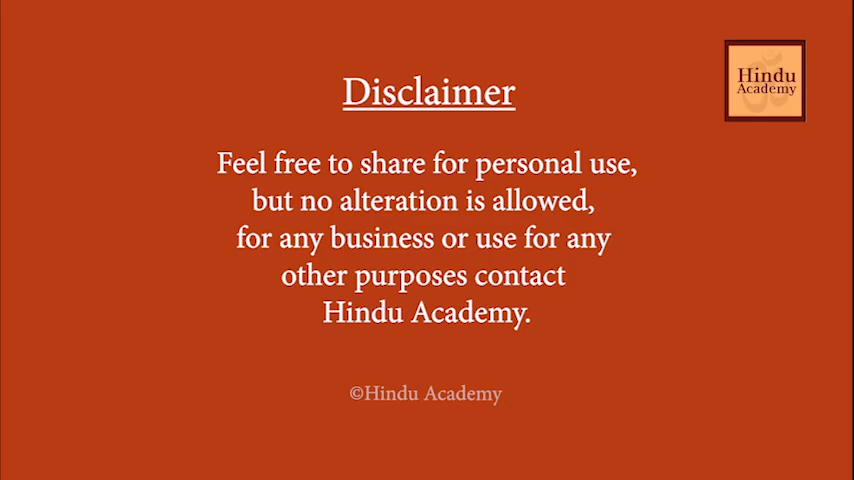 Hindu
Academy
Disclaimer
Feel free to share for personal use,
but no alteration is allowed,
for any business or use for any
other purposes contact
Hindu Academy.
©Hindu Academy